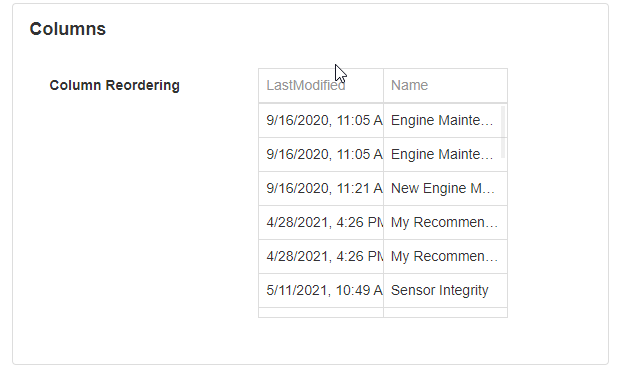 Columns
Column Reordering
LastModified Name
9/16/2020, 11:05 A Engine Mainte…
9/16/2020, 11:05 A Engine Mainte…
9/16/2020, 11:21 A New Engine M…
4/28/2021, 4:26 PM My Recommen…
4/28/2021, 4:26 PM My Recommen…
5/11/2021, 10:49 A Sensor Integrity